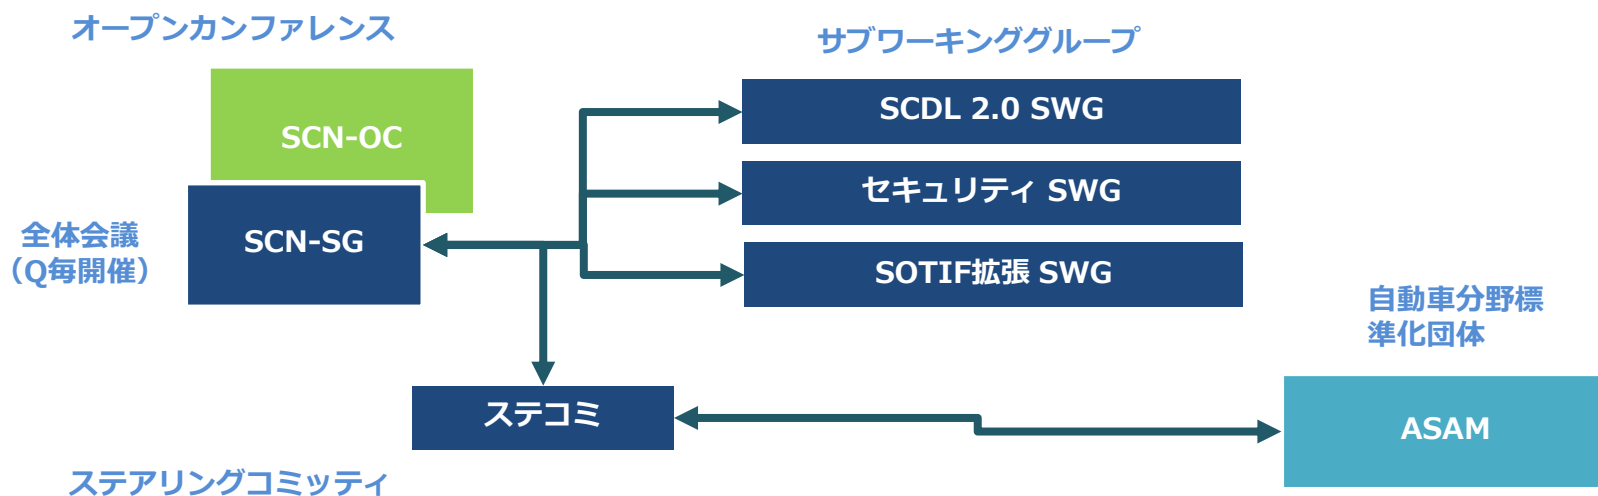 オープンカンファレンス
サブワーキンググループ
SCN-OC
SCDL 2.0 SWG
セキュリティ SWG
全体会議
（Q毎開催）
SCN-SG
SOTIF拡張 SWG
自動車分野標
準化団体
ステコミ
ASAM
ステアリングコミッティ